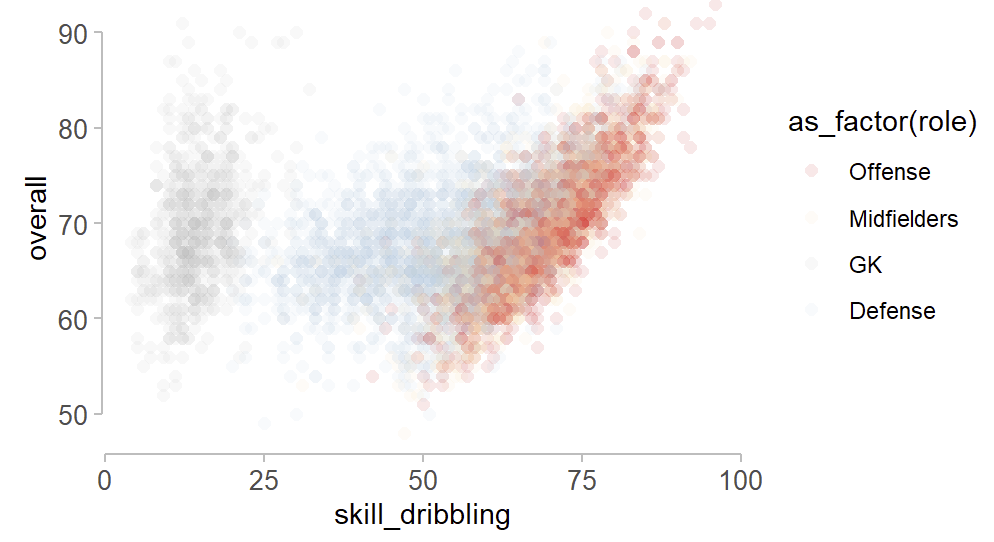 90
80
70
60
50
overall
0
25
50
75
100
skill_dribbling
as_factor(role)
Offense
Midfielders
GK
Defense